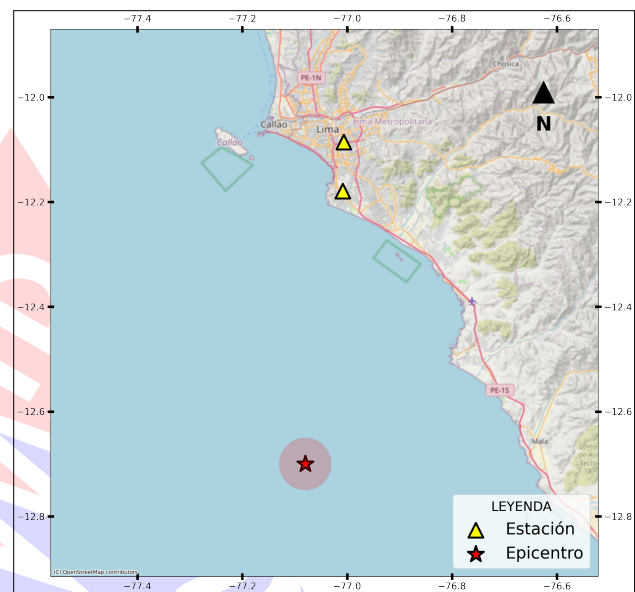 −77.4 −77.2 −77.0 −76.8 −76.6
PE-1N
Chosica
−12.0 −12.0
Callao Lima Lima Metropolitana
N
Callao
−12.2 −12.2
−12.4 −12.4
PE-1S
−12.6 −12.6
Mala
LEYENDA
Estación
Epicentro
−12.8 −12.8
(C) OpenStreetMap contributors
−77.4 −77.2 −77.0 −76.8 −76.6